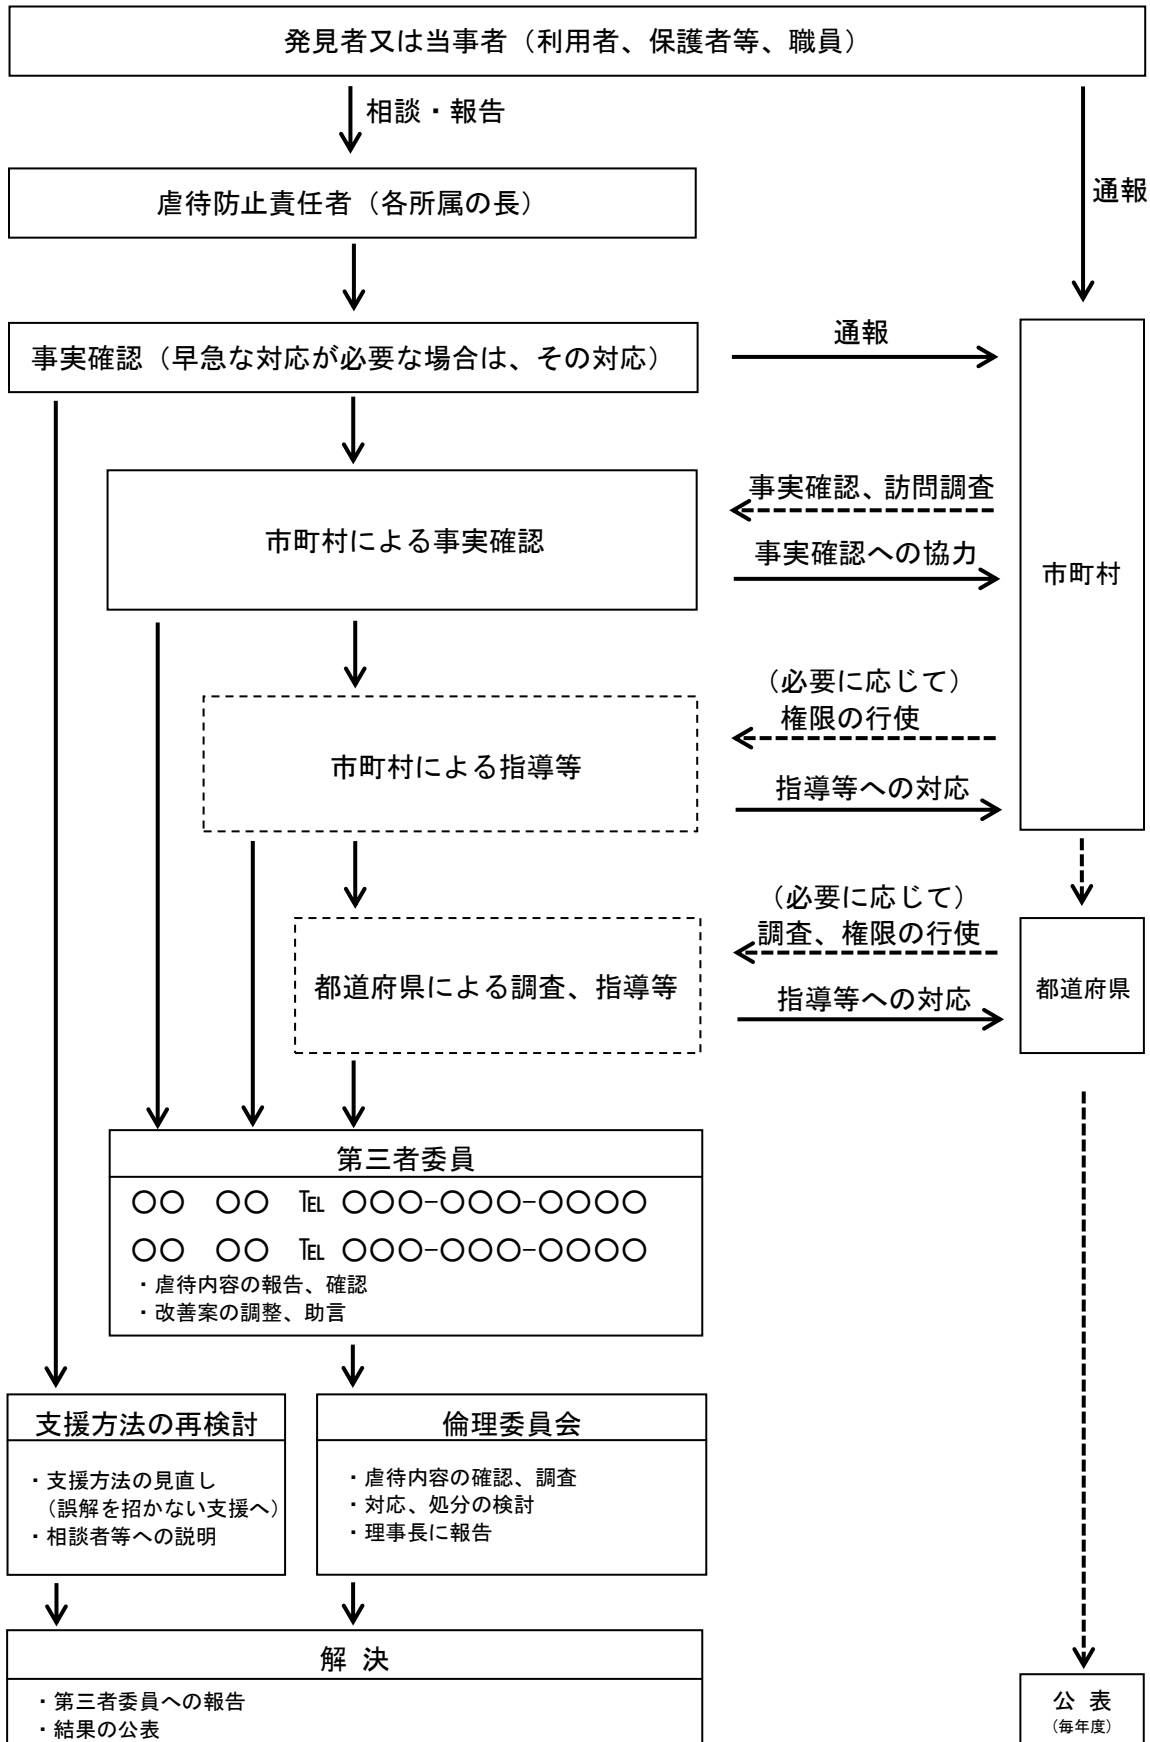 発見者又は当事者（利用者、保護者等、職員）
相談・報告
通報
虐待防止責任者（各所属の長）
事実確認（早急な対応が必要な場合は、その対応）
通報
市町村による事実確認
事実確認、訪問調査
事実確認への協力
市町村
市町村による指導等
（必要に応じて）
権限の行使
指導等への対応
都道府県による調査、指導等
（必要に応じて）
調査、権限の行使
指導等への対応
都道府県
第三者委員
〇〇　〇〇　℡ 〇〇〇-〇〇〇-〇〇〇〇
〇〇　〇〇　℡ 〇〇〇-〇〇〇-〇〇〇〇
・虐待内容の報告、確認
・改善案の調整、助言
支援方法の再検討
・支援方法の見直し
（誤解を招かない支援へ）
・相談者等への説明
倫理委員会
・虐待内容の確認、調査
・対応、処分の検討
・理事長に報告
解 決
・第三者委員への報告
・結果の公表
公 表
（毎年度）